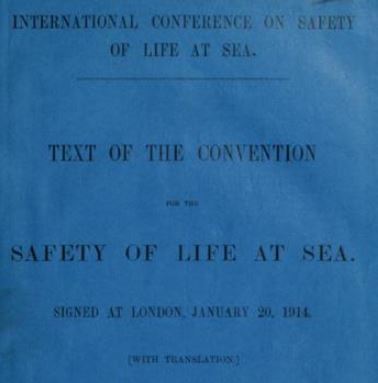 INTERNATIONAL CONFERENCE ON SAFETY
OF LIFE AT SEA.
TEXT OF THE CONVENTION
FOR THE
SAFETY OF LIFE AT SEA.
SIGNED AT LONDON, JANUARY 20, 1914.
[WITH TRANSLATION.]